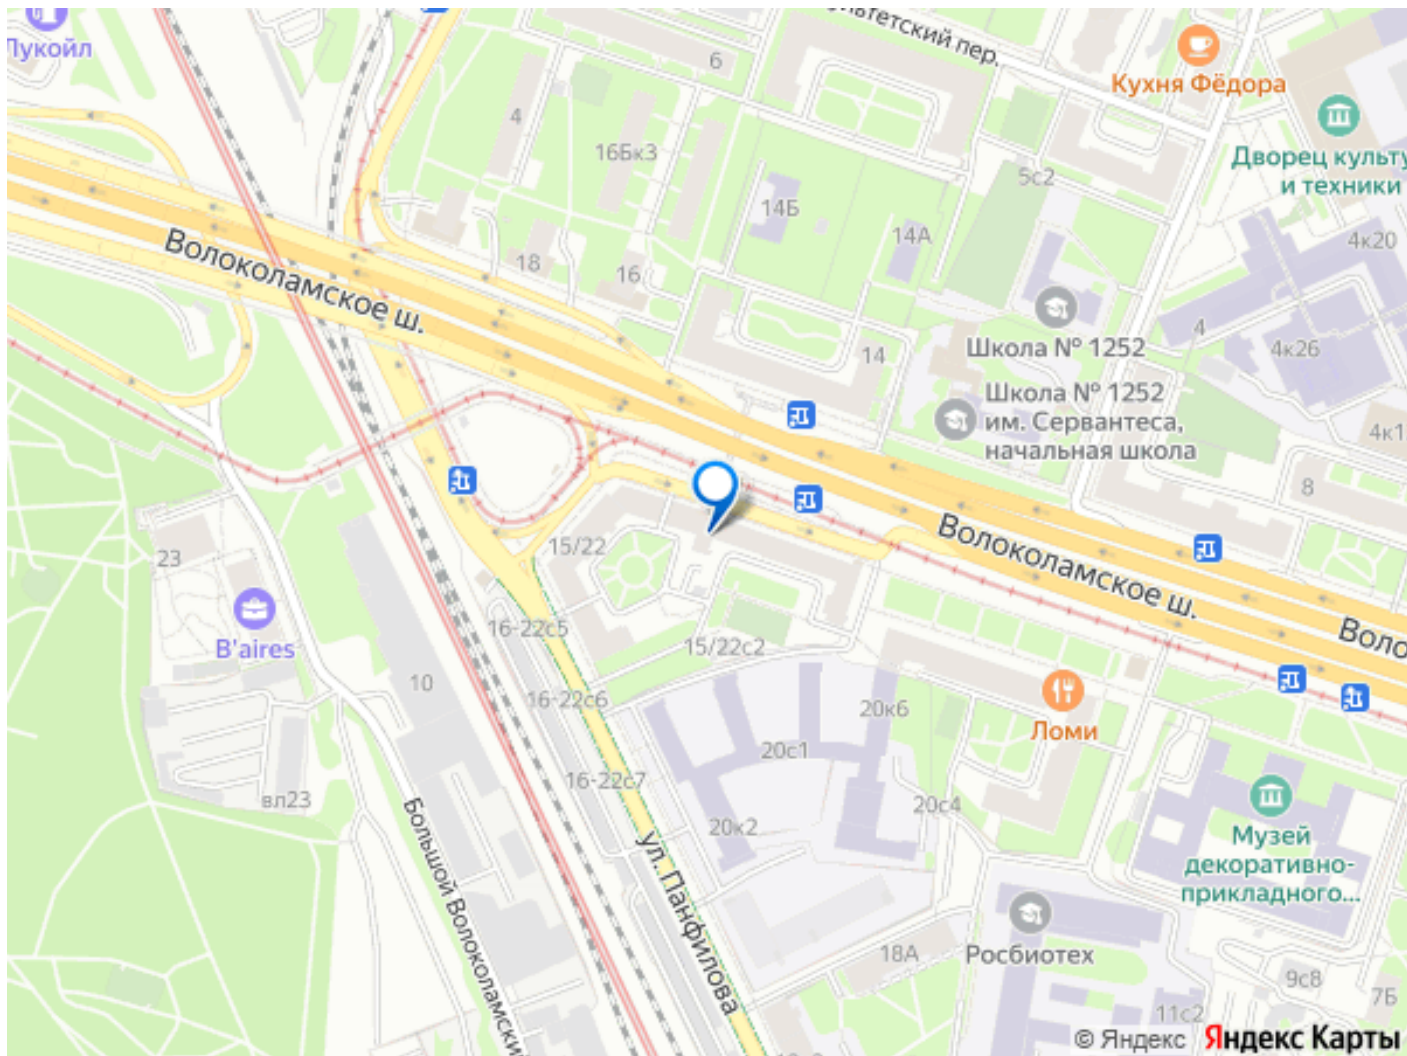 Лукойл
6
пер.
Кухня Фёдора
4
16Бк3
Дворец культу
и техники
5с2
14Б
14А
4к20
Волоколамское ш.
18
16
4
Школа № 1252
14
4к26
Школа № 1252
им. Сервантеса,
начальная школа
4к1
8
Волоколамское ш.
15/22
23
16-22с5
B'aires
15/22с2
Воло
10
16-22с6
20к6
Ломи
20с1
16-22с7
вл23
20с4
20к2
Музей
декоративно-
прикладного...
ул. Панфилова
Большой Волоколамски
18А
Росбиотех
9с8
7Б
11с2
© Яндекс Яндекс Карты